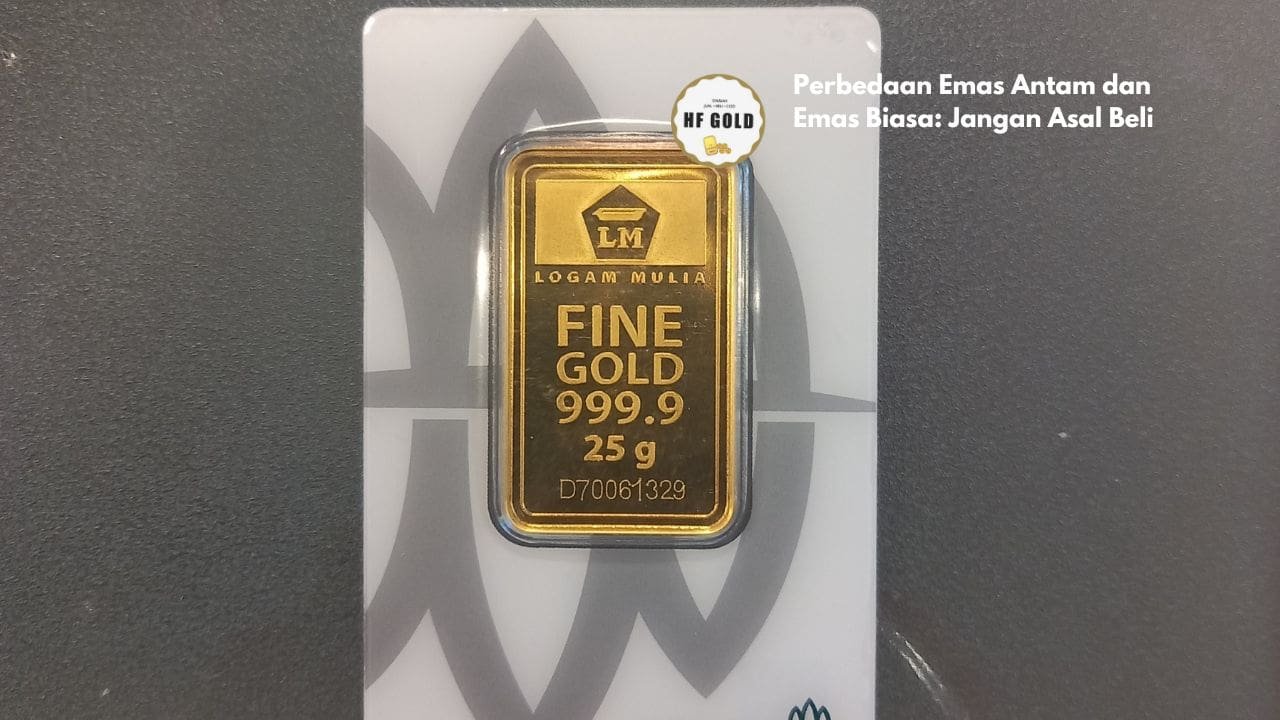 Perbedaan Emas Antam dan
Emas Biasa: Jangan Asal Beli
HF GOLD
LM
LOGAM MULIA
FINE
GOLD
999.9
25 g
D70061329